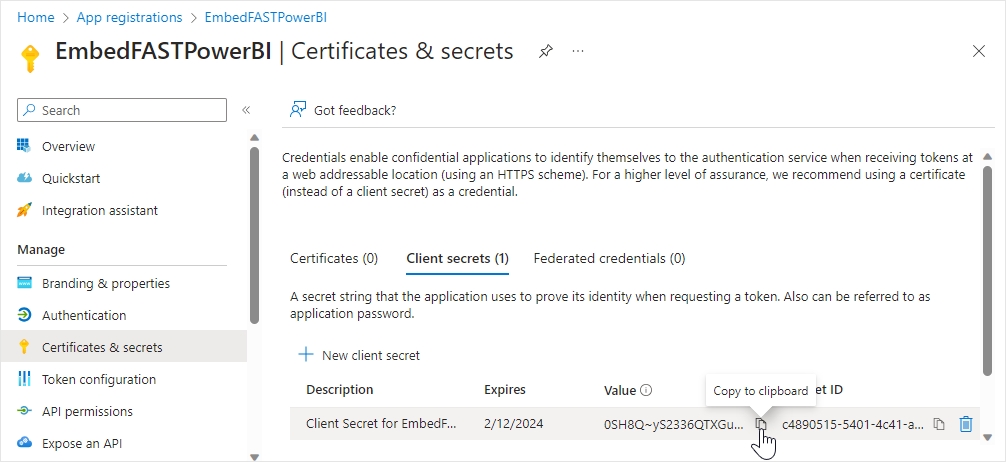 Home > App registrations > EmbedFASTPowerBI
EmbedFASTPowerBI | Certificates & secrets
Search
Overview
Quickstart
Integration assistant
Manage
Branding & properties
Authentication
Certificates & secrets
Token configuration
API permissions
Expose an API
Got feedback?
Credentials enable confidential applications to identify themselves to the authentication service when receiving tokens at
a web addressable location (using an HTTPS scheme). For a higher level of assurance, we recommend using a certificate
(instead of a client secret) as a credential.
Certificates (0) Client secrets (1) Federated credentials (0)
A secret string that the application uses to prove its identity when requesting a token. Also can be referred to as
application password.
New client secret
Copy to clipboard
Description Expires Value et ID
Client Secret for EmbedF... 2/12/2024 0SH8Q~yS2336QTXGu... c4890515-5401-4c41-a...